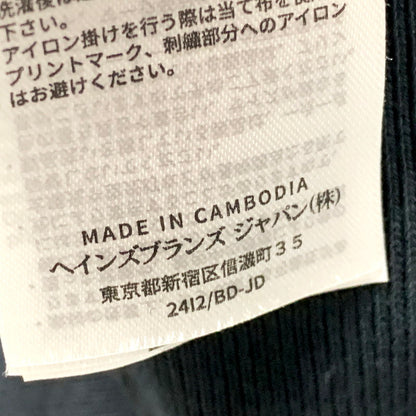 洗濯後は
下さい。
アイロン掛けを行う際は当て布を
プリントマーク、刺繍部分へのアイロン
はお避けください。
MADE IN CAMBODIA
ヘインズブランズ ジャパン(株)
東京都新宿区信濃町35
2412/BD-JD